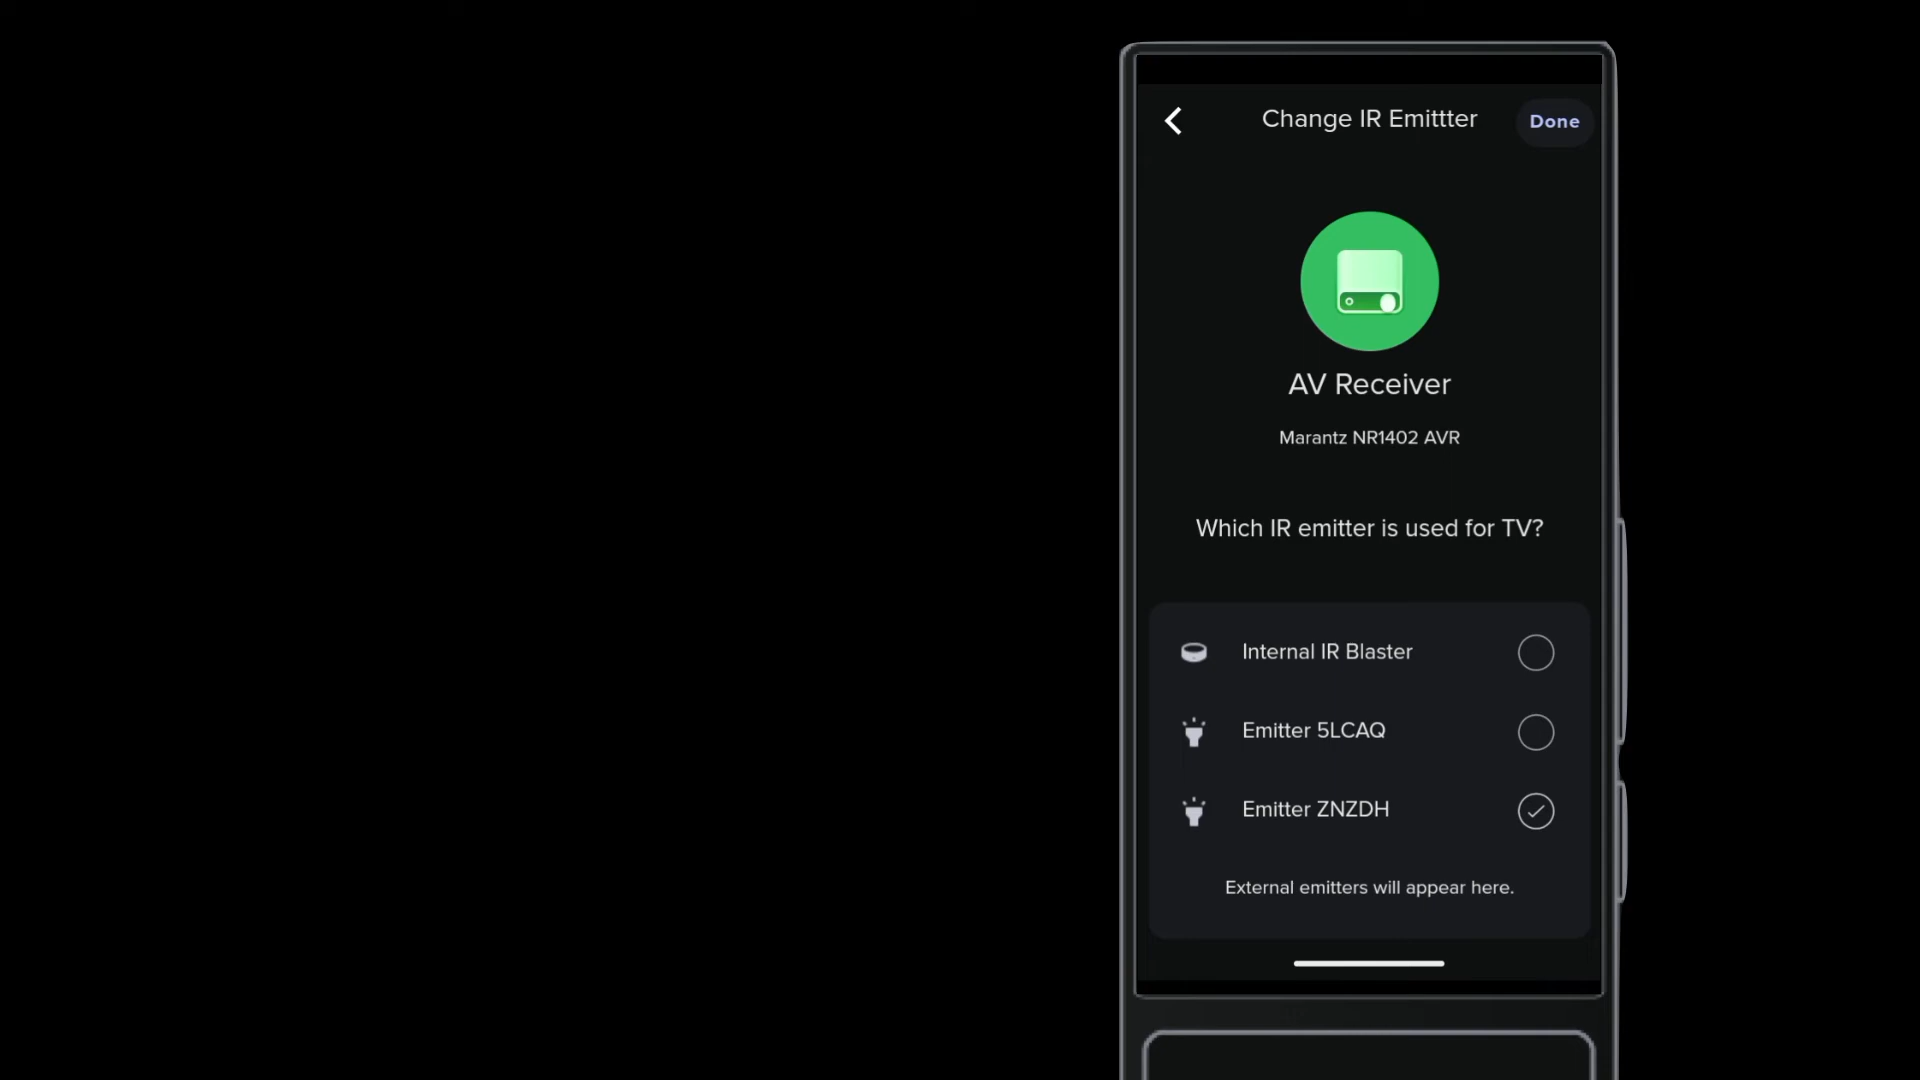 Change IR Emittter
Done
AV Receiver
Marantz NR1402 AVR
Which IR emitter is used for TV?
Internal IR Blaster
Emitter 5LCAQ
Emitter ZNZDH
External emitters will appear here.